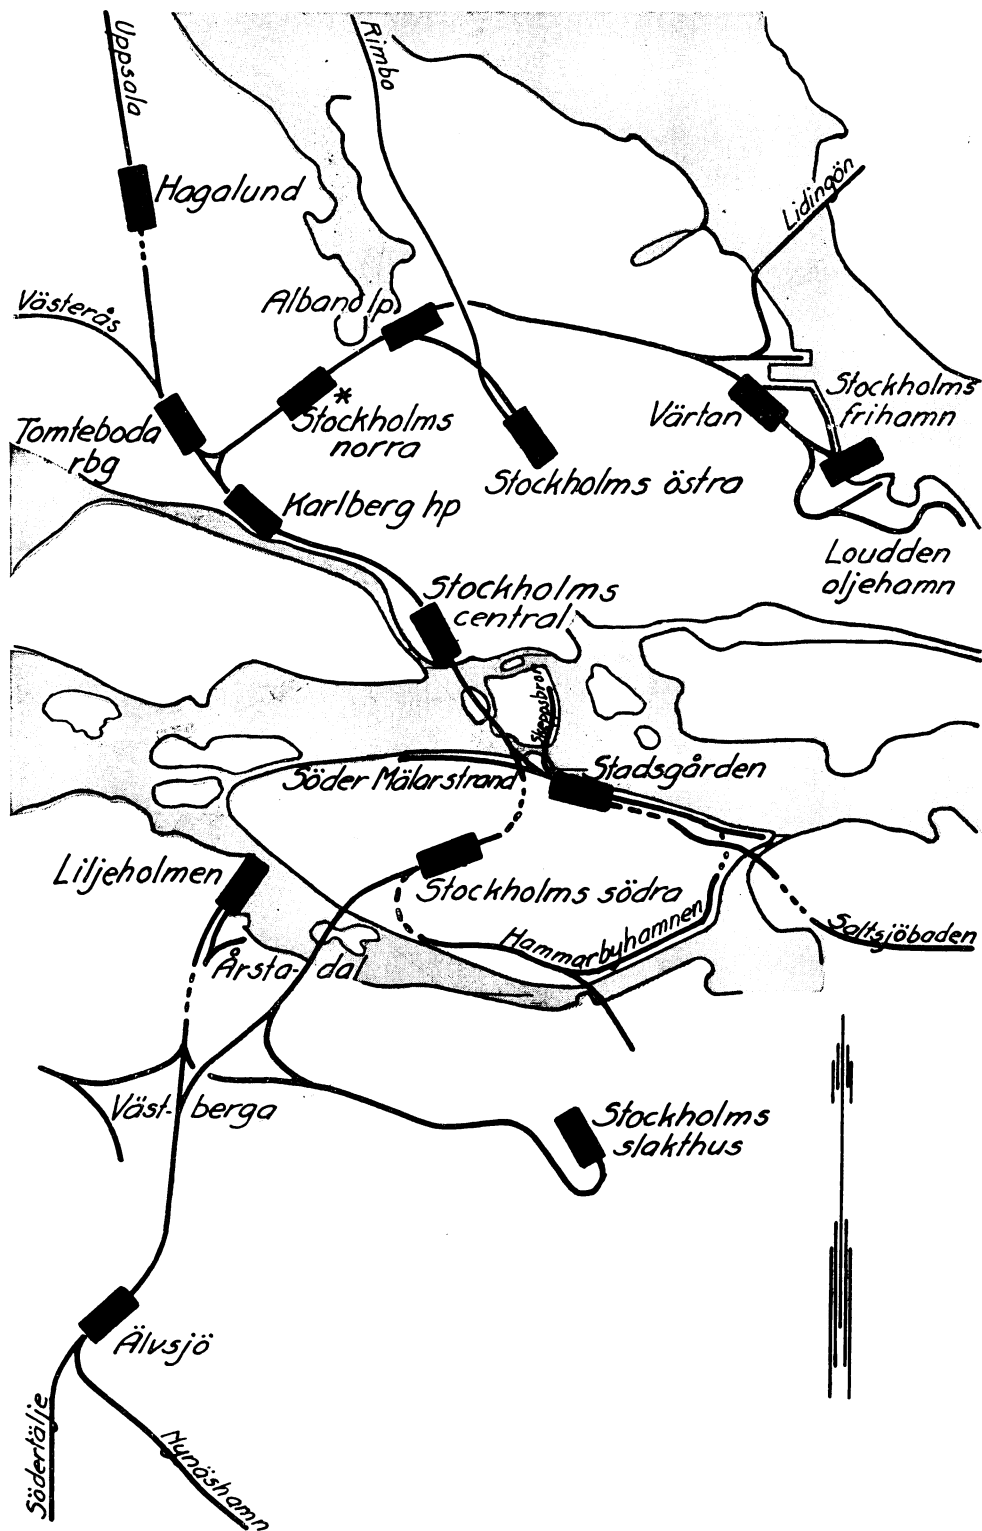 Uppsala
Rimbo
Hagalund
Lidingön
Västerås
Albano lp
Stockholms
frihamn
*
Stockholms
norra
Värtan
Tomteboda
rbg
Stockholms östra
Karlberg hp
Loudden
oljehamn
Stockholms
central
Skeppsbron
Söder Mälarstrand
Stadsgården
Liljeholmen
Stockholms södra
Hammarbyhamnen
Saltsjöbaden
Årsta-dal
Väst-berga
Stockholms
slakthus
Älvsjö
Södertälje
Nynäshamn